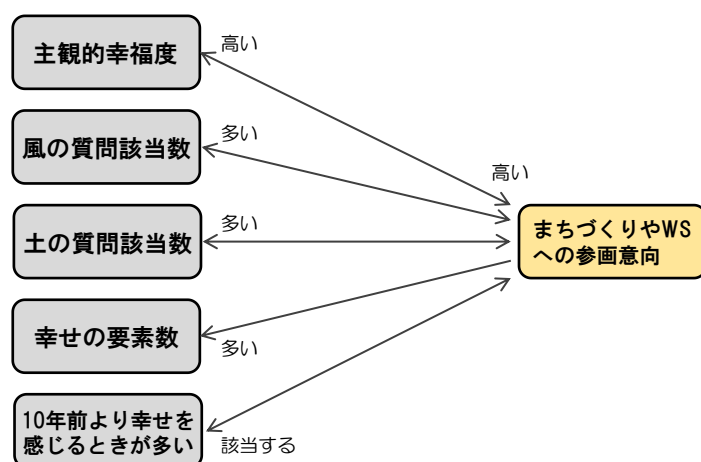 主観的幸福度
高い
風の質問該当数
多い
高い
土の質問該当数
多い
まちづくりやWS
への参画意向
幸せの要素数
多い
10年前より幸せを
感じるときが多い
該当する